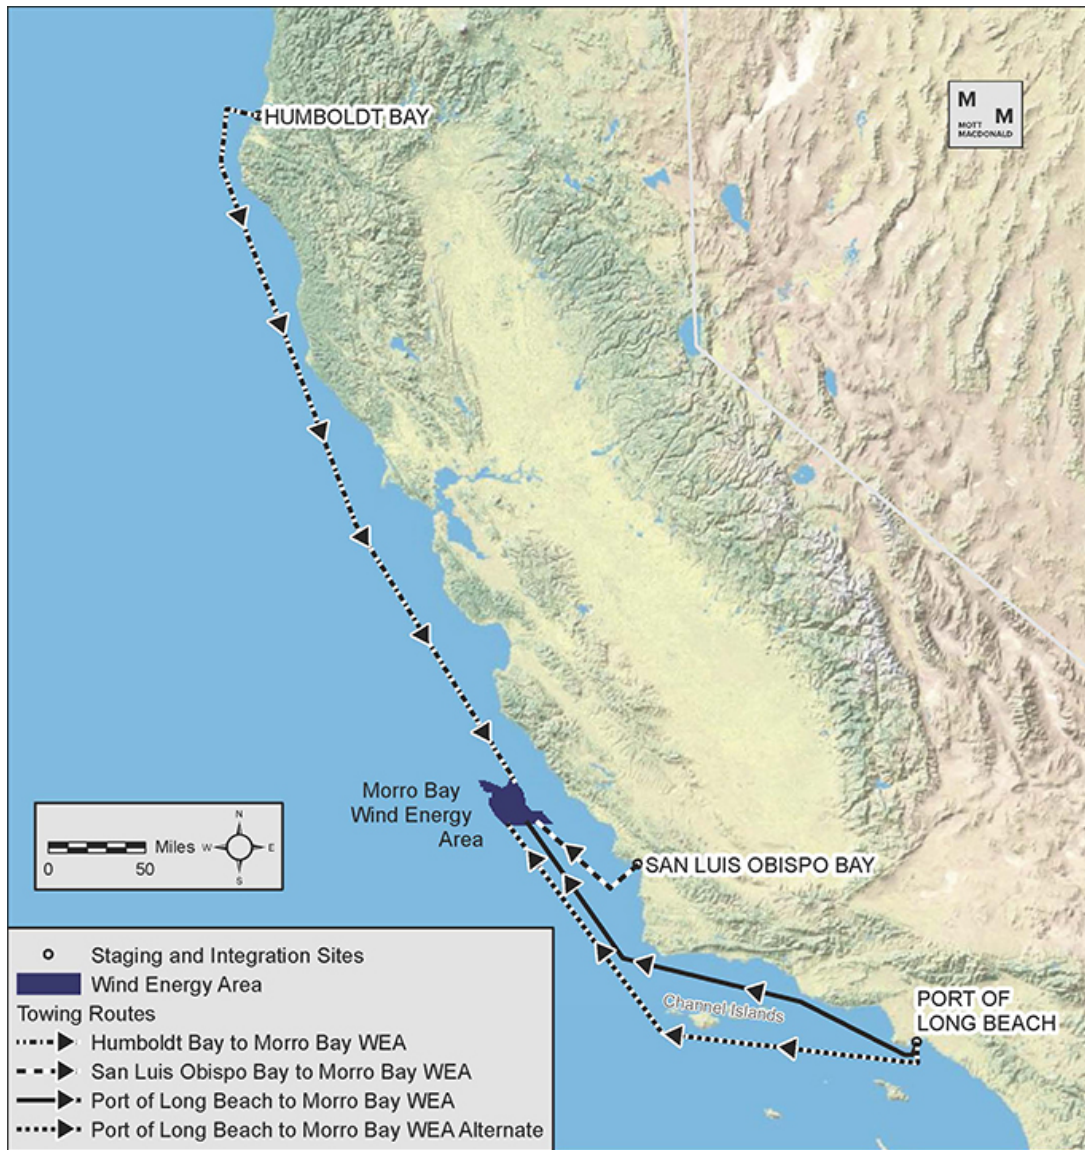 HUMBOLDT BAY
M
M
MOTT
MACDONALD
Morro Bay
Wind Energy
Area
N
Miles W E
0 50
S
SAN LUIS OBISPO BAY
Channel Islands
PORT OF
LONG BEACH
Staging and Integration Sites
Wind Energy Area
Towing Routes
Humboldt Bay to Morro Bay WEA
San Luis Obispo Bay to Morro Bay WEA
Port of Long Beach to Morro Bay WEA
Port of Long Beach to Morro Bay WEA Alternate